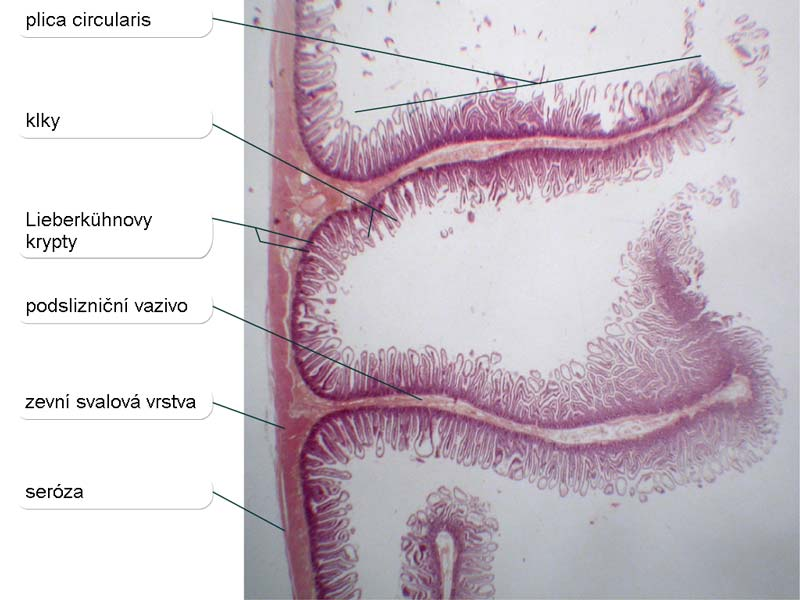 plica circularis
klky
Lieberkühnovy
krypty
podslizniční vazivo
zevní svalová vrstva
seróza